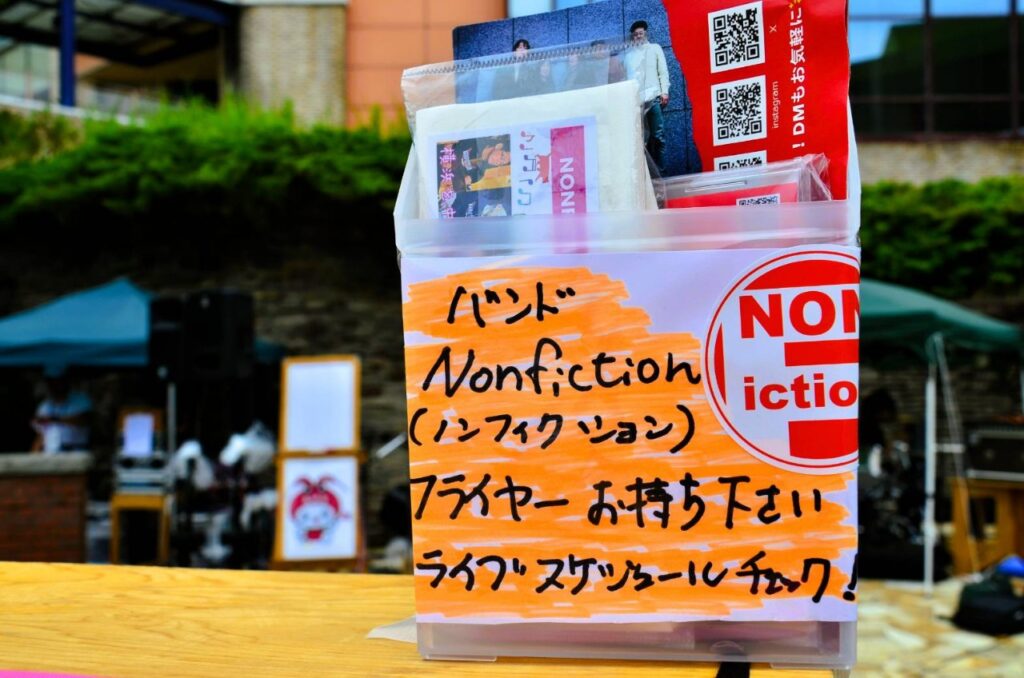 ×
instagram
!DMもお気軽に
バンド
Nonfiction
(ノンフィクション)
フライヤー お持ち下さい
ライブスケジュールチェック!
NON
ictio